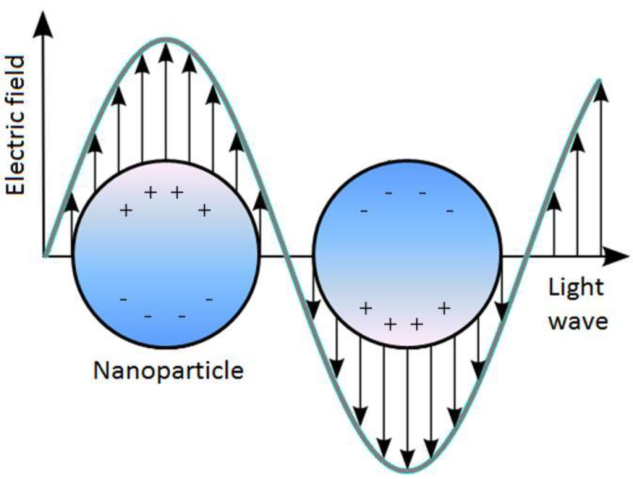 Electric field
+ + + +
- - - -
- - - -
+ + + +
Nanoparticle
Light
wave